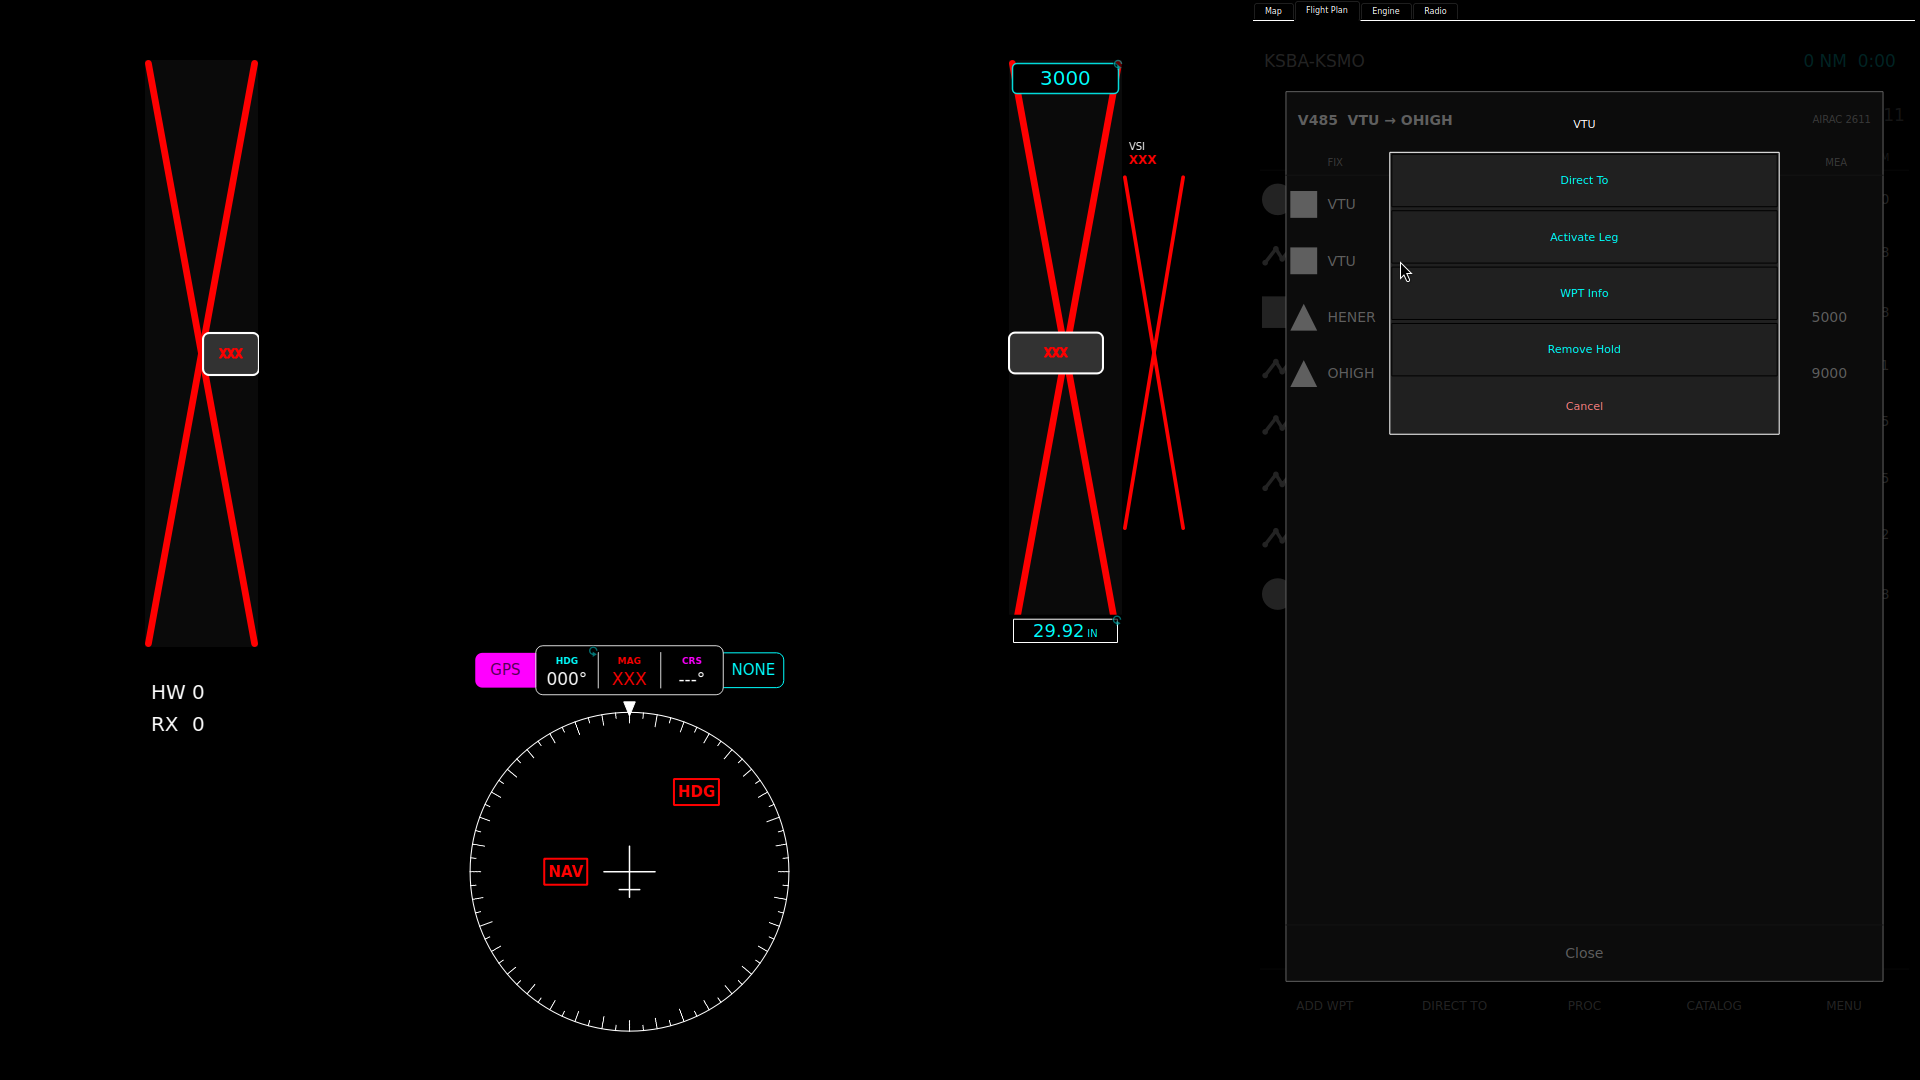 Map Flight Plan Engine Radio
KSBA-KSMO 0 NM 0:00
3000
V485 VTU → OHIGH AIRAC 2611
VTU
11
VSI
XXX
FIX MEA
Direct To
VTU
Activate Leg
VTU
WPT Info
HENER 5000
Remove Hold
OHIGH 9000
Cancel
XXX
XXX
29.92 IN
GPS
HDG
000°
MAG
XXX
CRS
---°
NONE
HW 0
RX 0
HDG
NAV
Close
ADD WPT DIRECT TO PROC CATALOG MENU